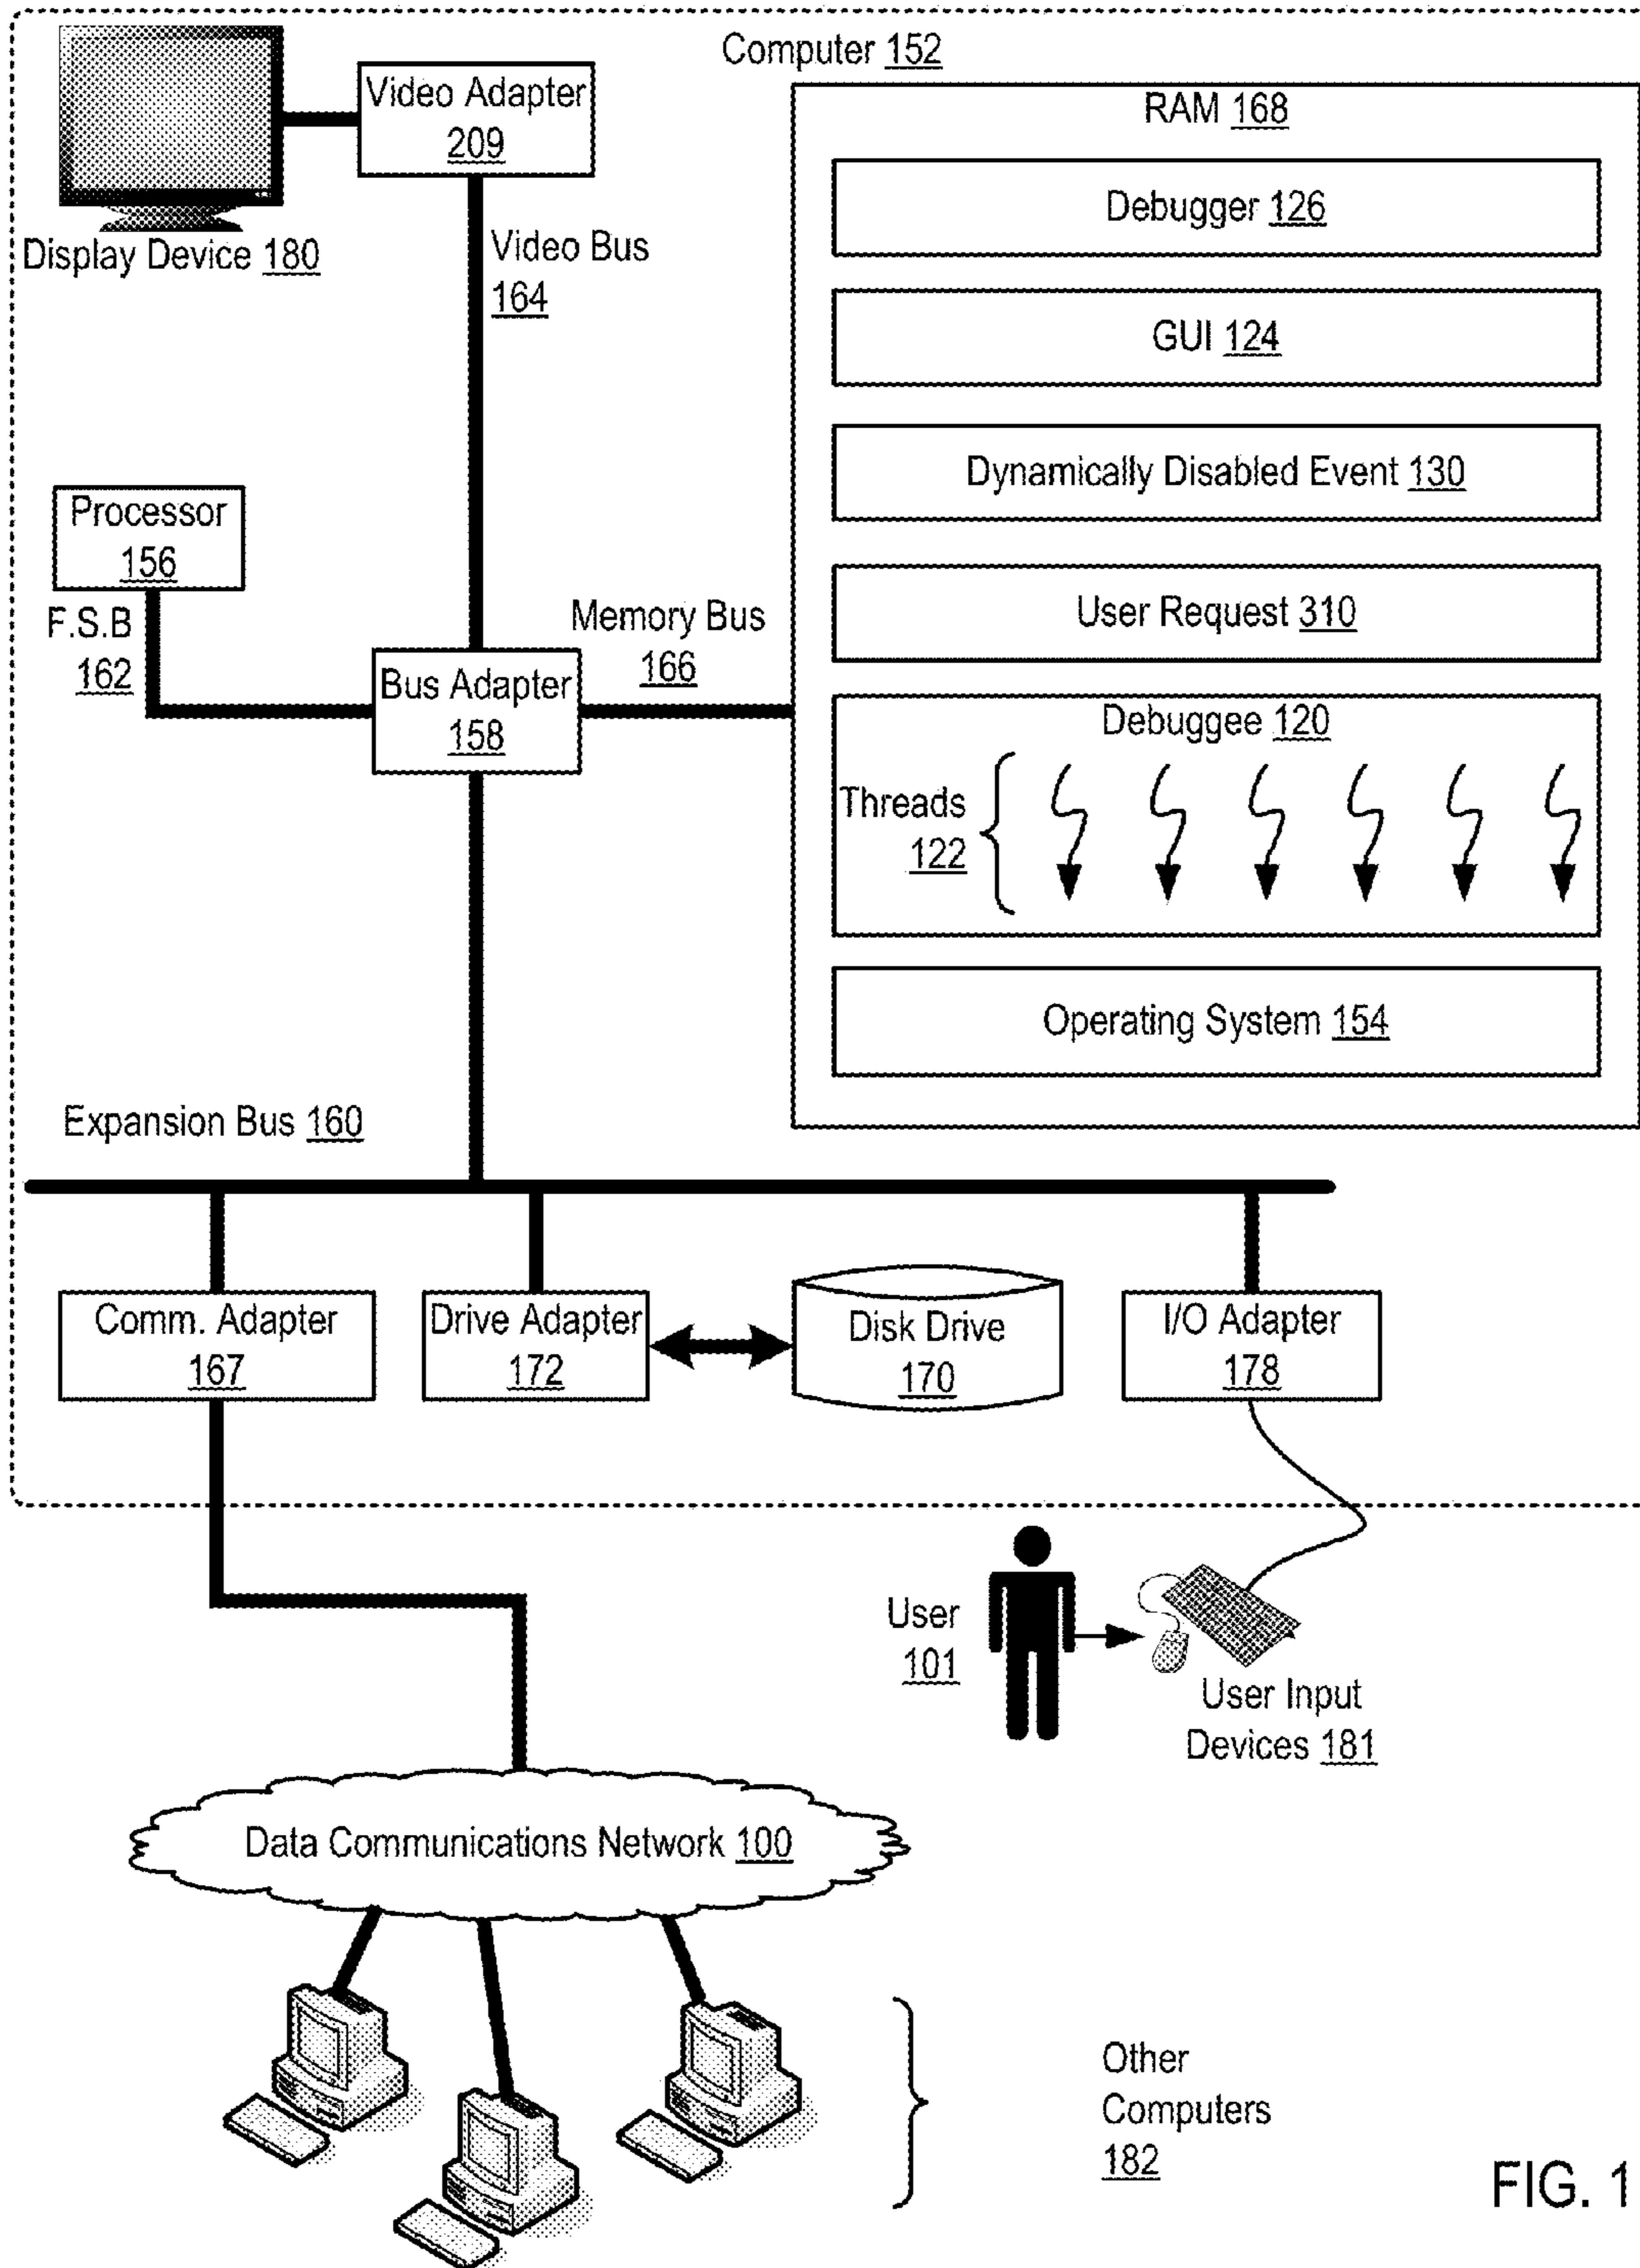 Computer 152
Video Adapter
209
Display Device 180
Video Bus
164
RAM 168
Debugger 126
GUI 124
Dynamically Disabled Event 130
User Request 310
Debuggee 120
Threads
122
Operating System 154
Processor
156
F.S.B
162
Bus Adapter
158
Memory Bus
166
Expansion Bus 160
Comm. Adapter
167
Drive Adapter
172
Disk Drive
170
I/O Adapter
178
User
101
User Input
Devices 181
Data Communications Network 100
Other
Computers
182
FIG. 1